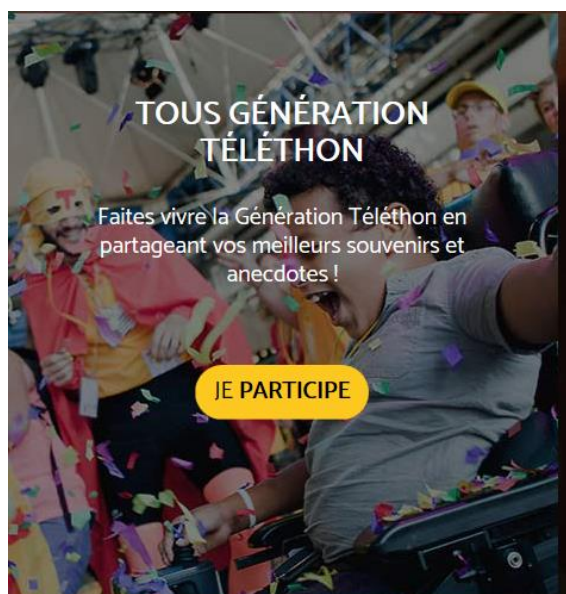 TOUS GÉNÉRATION
TÉLÉTHON
Faites vivre la Génération Téléthon en
partageant vos meilleurs souvenirs et
anecdotes !
JE PARTICIPE
T